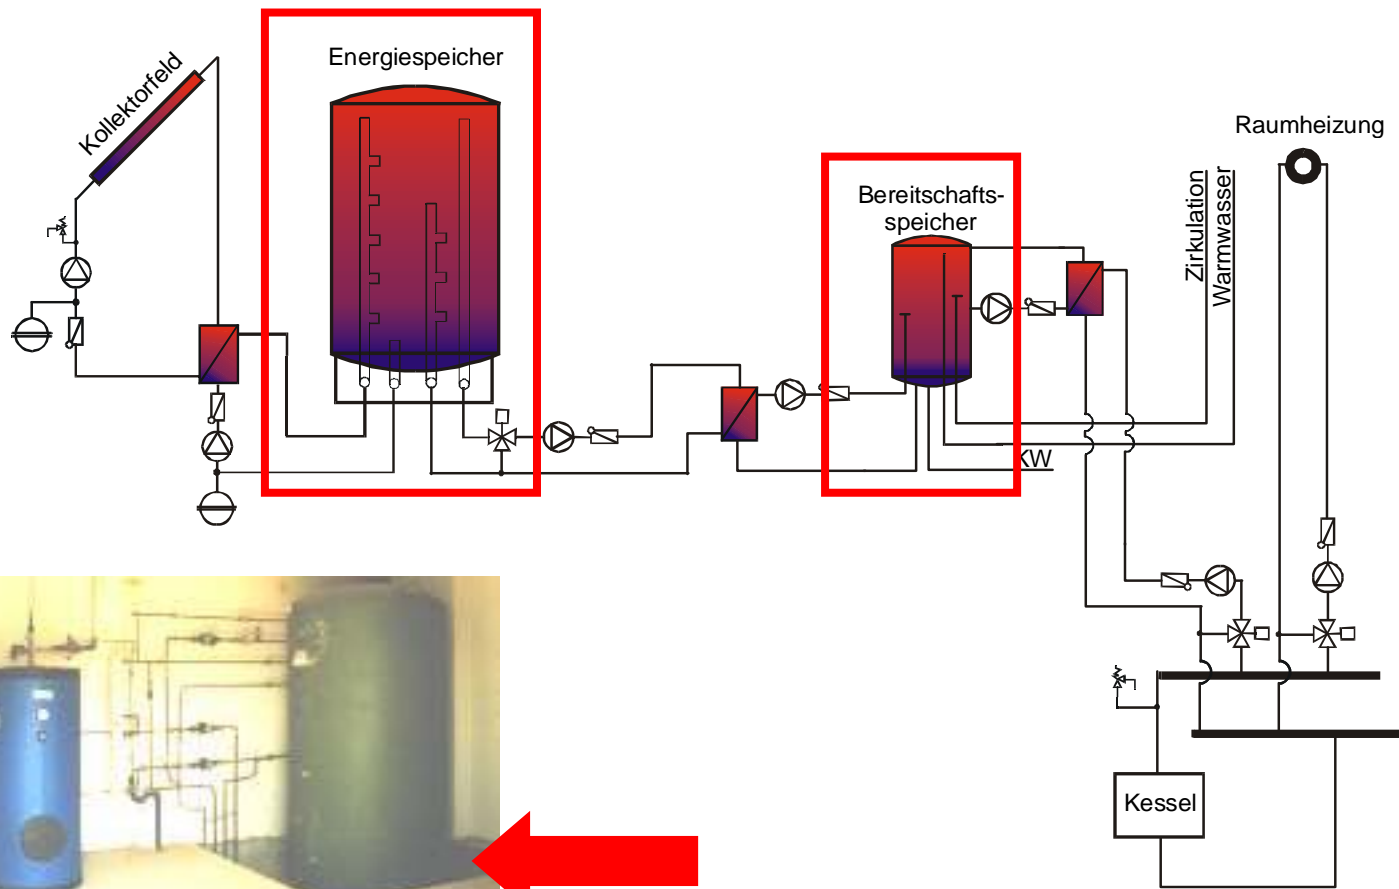 Energiespeicher
Kollektorfeld
Raumheizung
Bereitschafts-
speicher
Zirkulation
Warmwasser
KW
Kessel